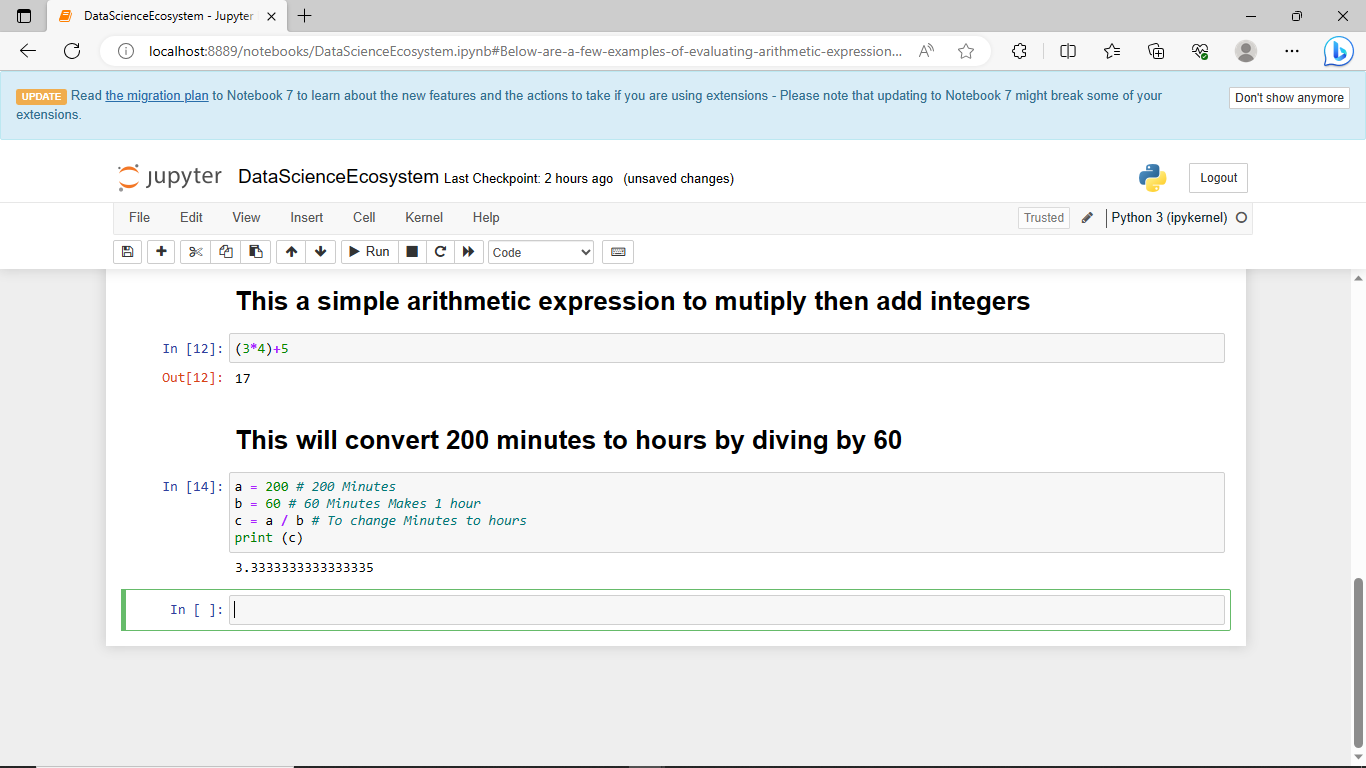 DataScienceEcosystem - Jupyter
localhost:8889/notebooks/DataScienceEcosystem.ipynb#Below-are-a-few-examples-of-evaluating-arithmetic-expression...
UPDATE Read the migration plan to Notebook 7 to learn about the new features and the actions to take if you are using extensions - Please note that updating to Notebook 7 might break some of your
extensions.
Don't show anymore
jupyter DataScienceEcosystem Last Checkpoint: 2 hours ago (unsaved changes)
Logout
File Edit View Insert Cell Kernel Help
Trusted Python 3 (ipykernel)
Run Code
This a simple arithmetic expression to mutiply then add integers
In [12]: (3*4)+5
Out[12]: 17
This will convert 200 minutes to hours by diving by 60
In [14]: a = 200 # 200 Minutes
b = 60 # 60 Minutes Makes 1 hour
c = a / b # To change Minutes to hours
print (c)
3.3333333333333335
In [ ]: